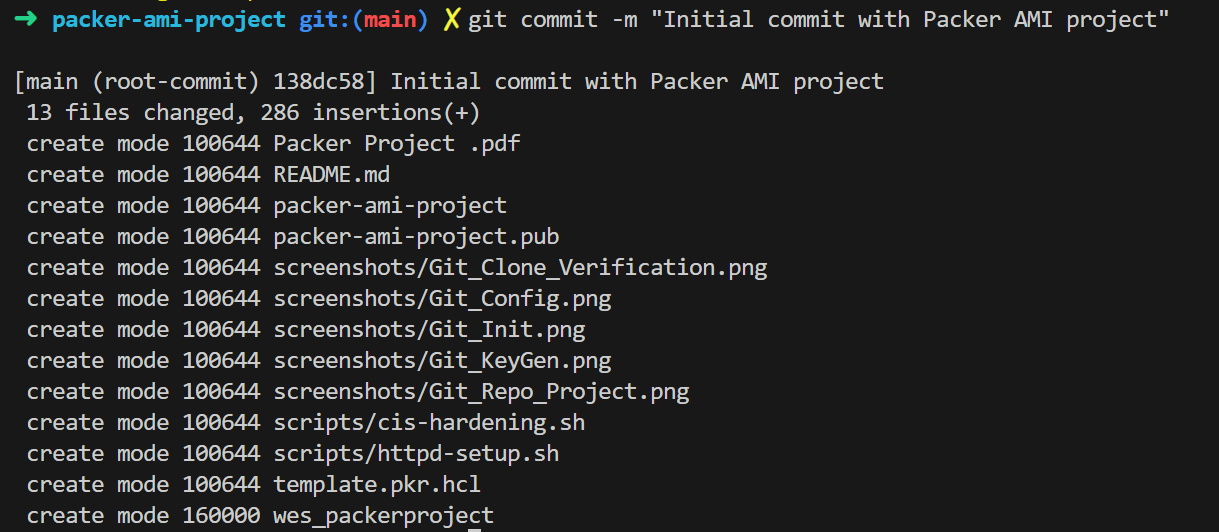 ➜ packer-ami-project git:(main) ✗ git commit -m "Initial commit with Packer AMI project"
[main (root-commit) 138dc58] Initial commit with Packer AMI project
13 files changed, 286 insertions(+)
create mode 100644 Packer Project .pdf
create mode 100644 README.md
create mode 100644 packer-ami-project
create mode 100644 packer-ami-project.pub
create mode 100644 screenshots/Git_Clone_Verification.png
create mode 100644 screenshots/Git_Config.png
create mode 100644 screenshots/Git_Init.png
create mode 100644 screenshots/Git_KeyGen.png
create mode 100644 screenshots/Git_Repo_Project.png
create mode 100644 scripts/cis-hardening.sh
create mode 100644 scripts/httpd-setup.sh
create mode 100644 template.pkr.hcl
create mode 160000 wes_packerproject